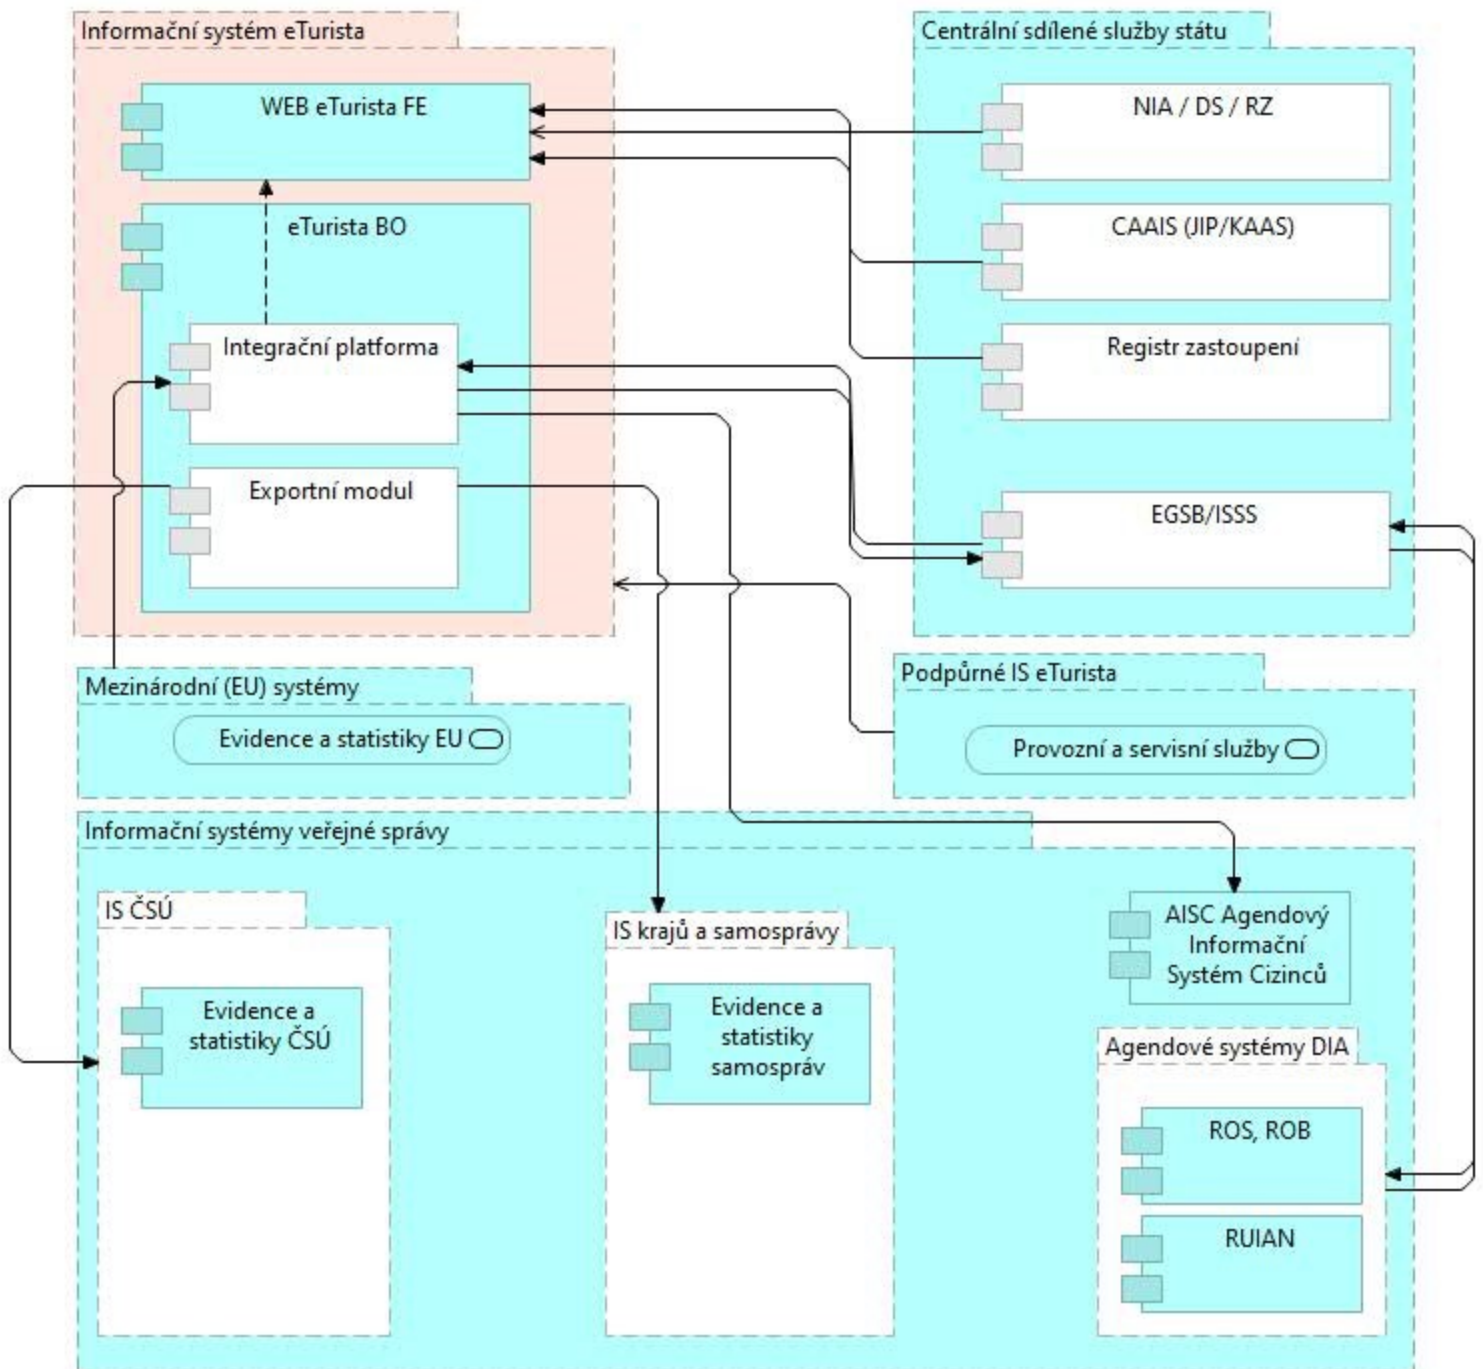 Informační systém eTurista
WEB eTurista FE
eTurista BO
Integrační platforma
Exportní modul
Centrální sdílené služby státu
NIA / DS / RZ
CAAIS (JIP/KAAS)
Registr zastoupení
EGSB/ISSS
Mezinárodní (EU) systémy
Evidence a statistiky EU
Podpůrné IS eTurista
Provozní a servisní služby
Informační systémy veřejné správy
IS ČSÚ
Evidence a
statistiky ČSÚ
IS krajů a samosprávy
Evidence a
statistiky
samospráv
AISC Agendový
Informační
Systém Cizinců
Agendové systémy DIA
ROS, ROB
RUIAN